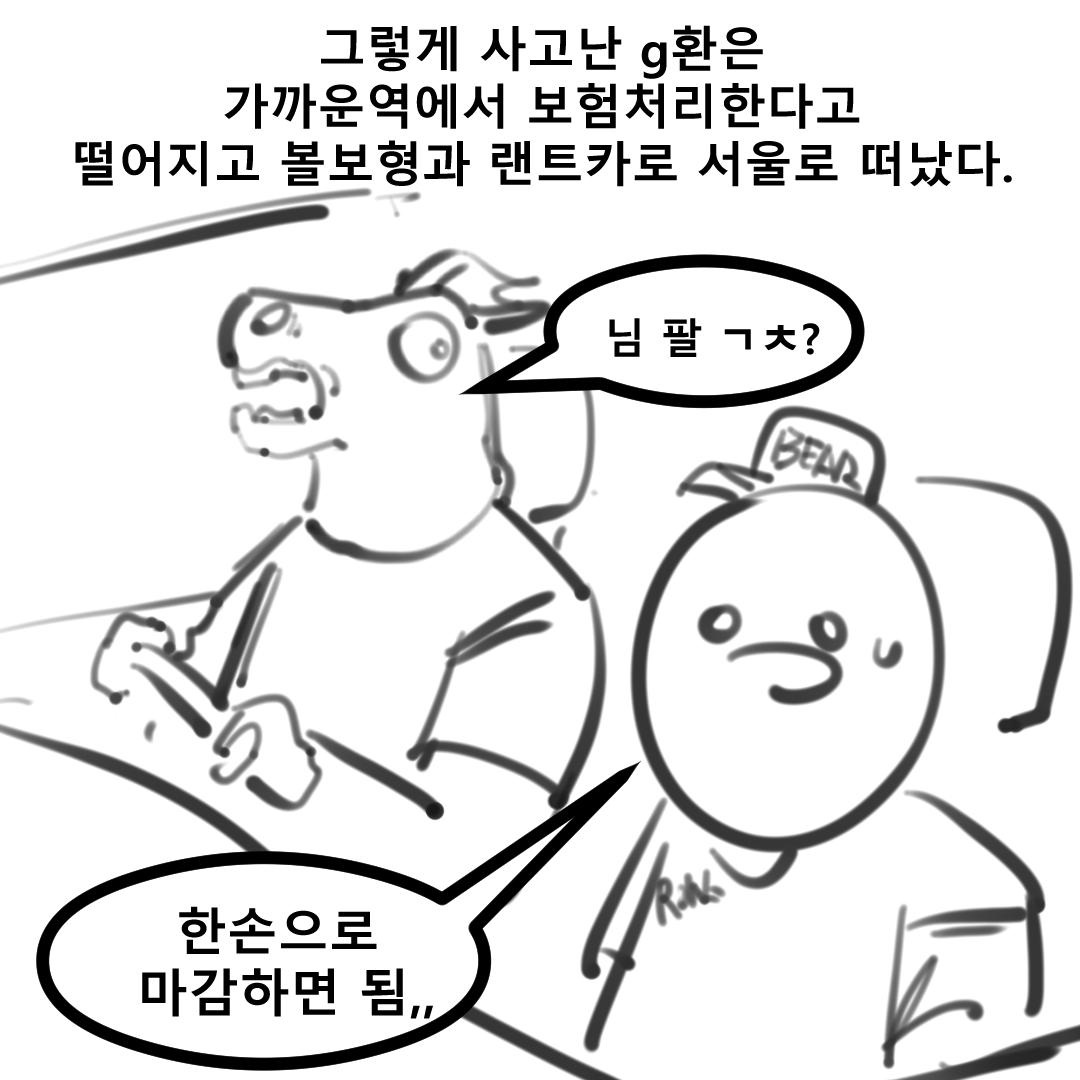 그렇게 사고난 g환은
가까운역에서 보험처리한다고
떨어지고 볼보형과 랜트카로 서울로 떠났다.
님 팔 ㄱㅊ?
BEAR
한손으로
마감하면 됨,,